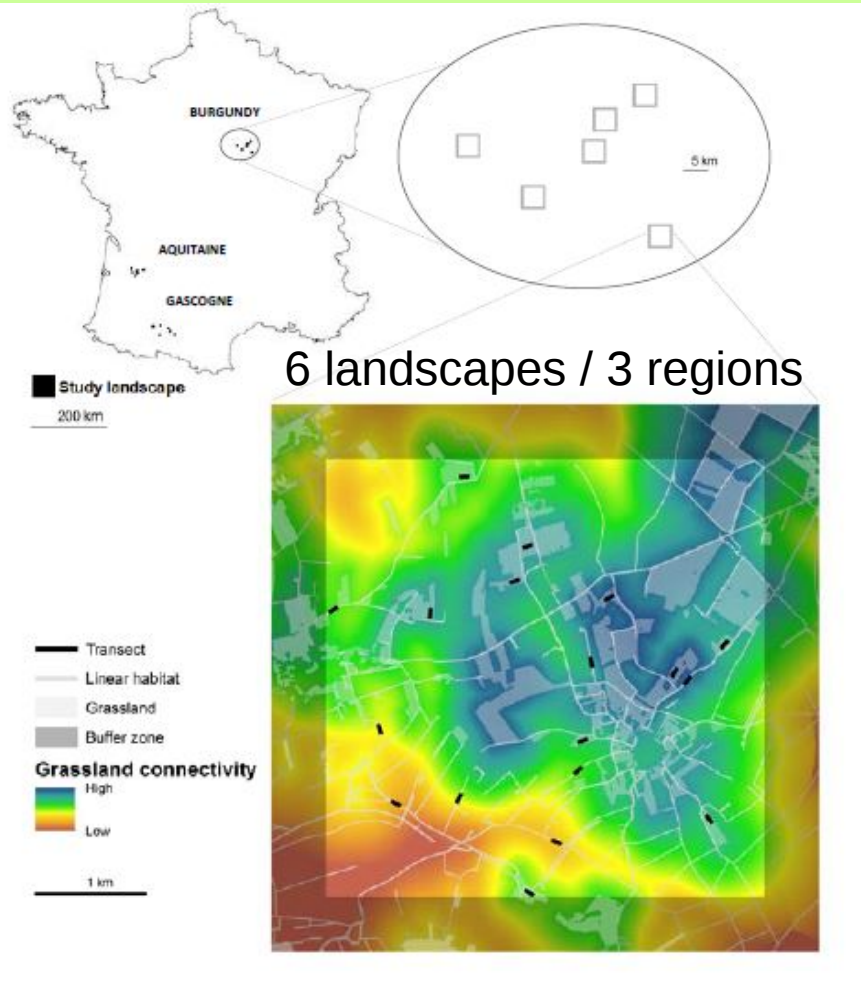 BURGUNDY
5 km
AQUITAINE
GASCOGNE
6 landscapes / 3 regions
Study landscape
200 km
Transect
Linear habitat
Grassland
Buffer zone
Grassland connectivity
High
Low
1 km